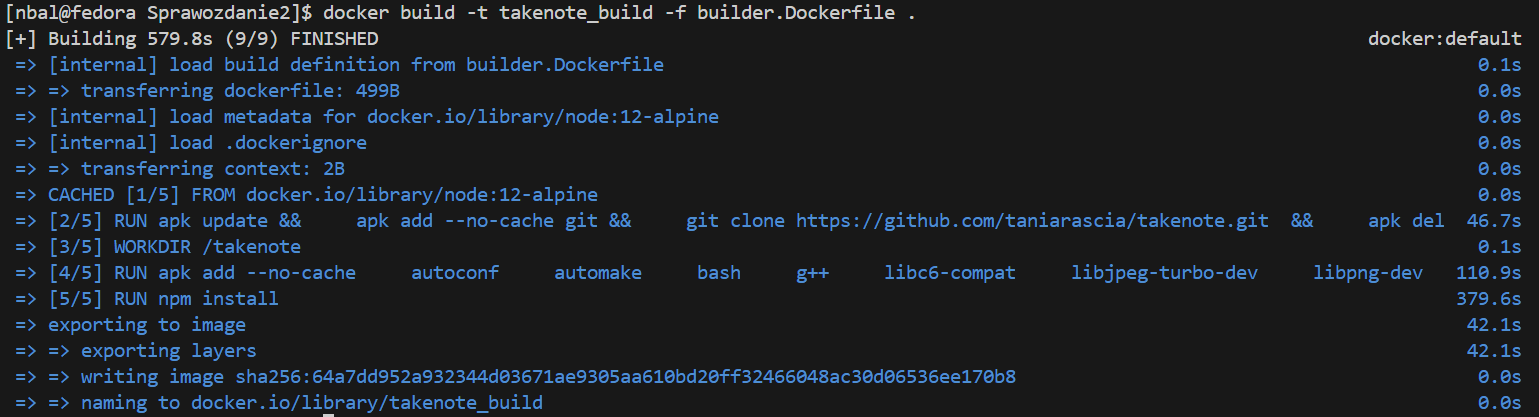 [nbal@fedora Sprawozdanie2]$ docker build -t takenote_build -f builder.Dockerfile .
[+] Building 579.8s (9/9) FINISHED docker:default
=> [internal] load build definition from builder.Dockerfile 0.1s
=> => transferring dockerfile: 499B 0.0s
=> [internal] load metadata for docker.io/library/node:12-alpine 0.0s
=> [internal] load .dockerignore 0.0s
=> => transferring context: 2B 0.0s
=> CACHED [1/5] FROM docker.io/library/node:12-alpine 0.0s
=> [2/5] RUN apk update &&     apk add --no-cache git &&     git clone https://github.com/taniarascia/takenote.git  &&     apk del 46.7s
=> [3/5] WORKDIR /takenote 0.1s
=> [4/5] RUN apk add --no-cache     autoconf     automake     bash     g++     libc6-compat     libjpeg-turbo-dev     libpng-dev 110.9s
=> [5/5] RUN npm install 379.6s
=> exporting to image 42.1s
=> => exporting layers 42.1s
=> => writing image sha256:64a7dd952a932344d03671ae9305aa610bd20ff32466048ac30d06536ee170b8 0.0s
=> => naming to docker.io/library/takenote_build 0.0s